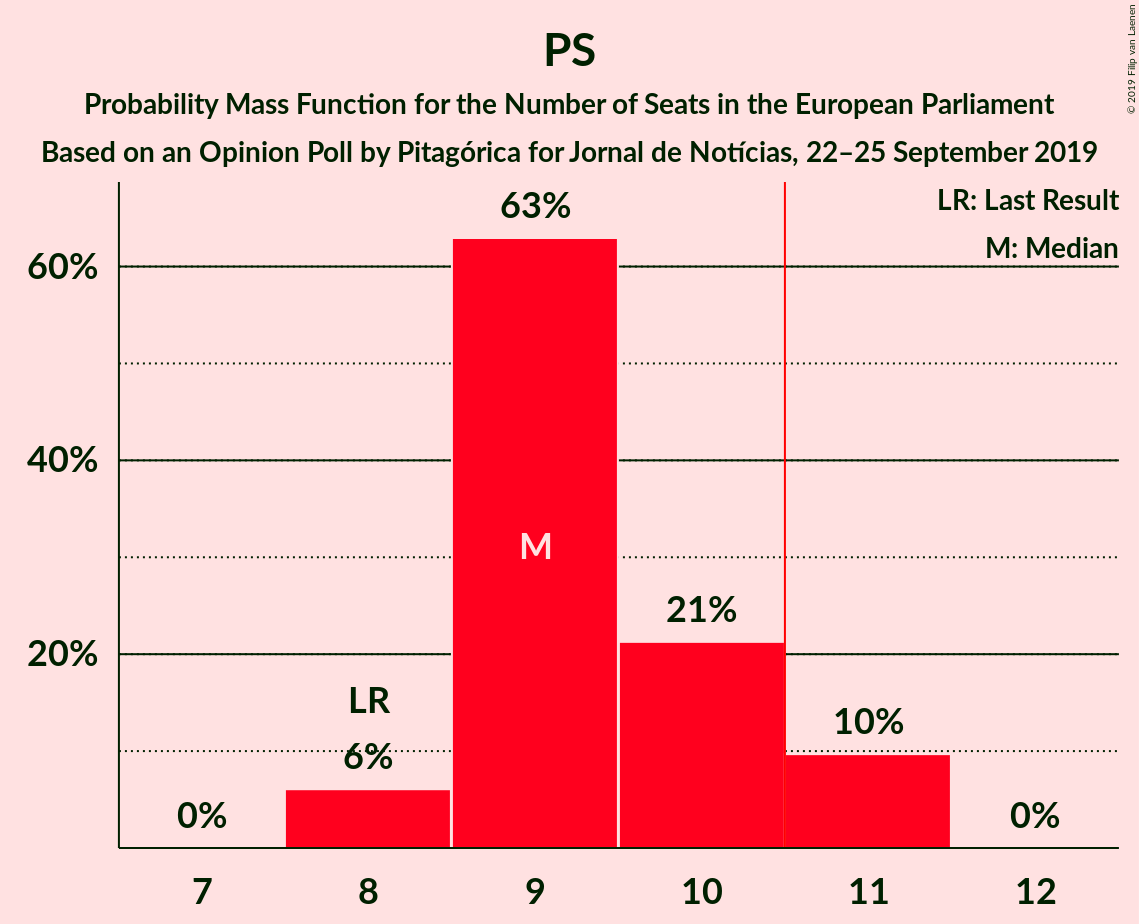 PS
Probability Mass Function for the Number of Seats in the European Parliament
Based on an Opinion Poll by Pitagórica for Jornal de Notícias, 22–25 September 2019
© 2019 Filip van Laenen
LR: Last Result
M: Median
63%
60%
40%
M
21%
20%
LR
10%
6%
0%
0%
7 8 9 10 11 12